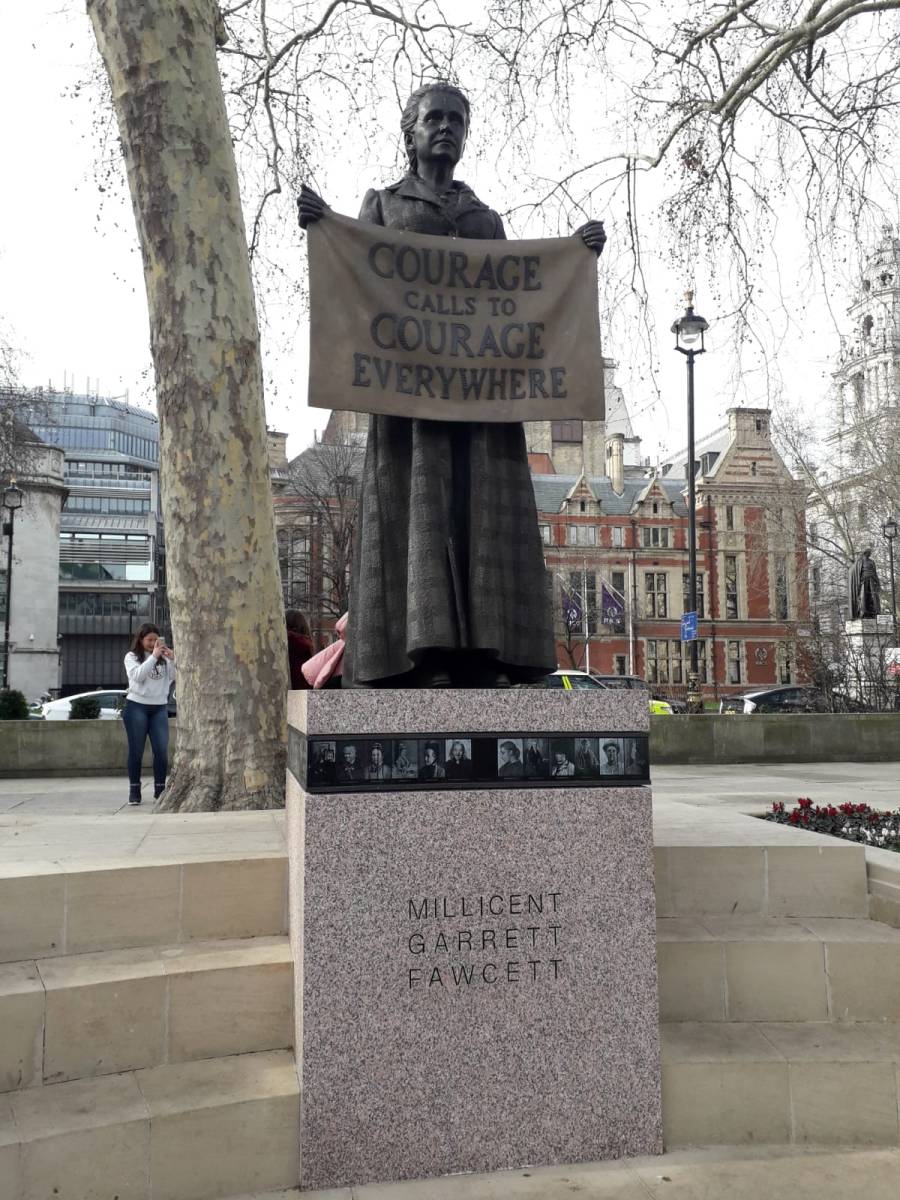 COURAGE
CALLS TO
COURAGE
EVERYWHERE
MILLICENT
GARRETT
FAWCETT